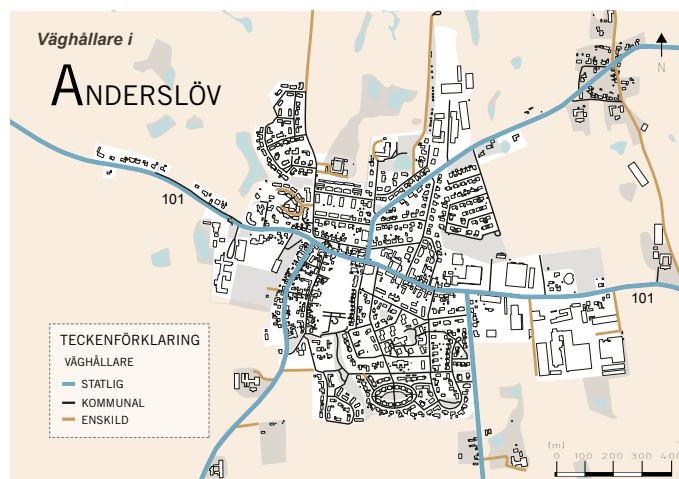 Väghållare i
ANDERSLÖV
N
101
101
TECKENFÖRKLARING
VÄGHÅLLARE
STATLIG
KOMMUNAL
ENSKILD
(m)
0 100 200 300 400